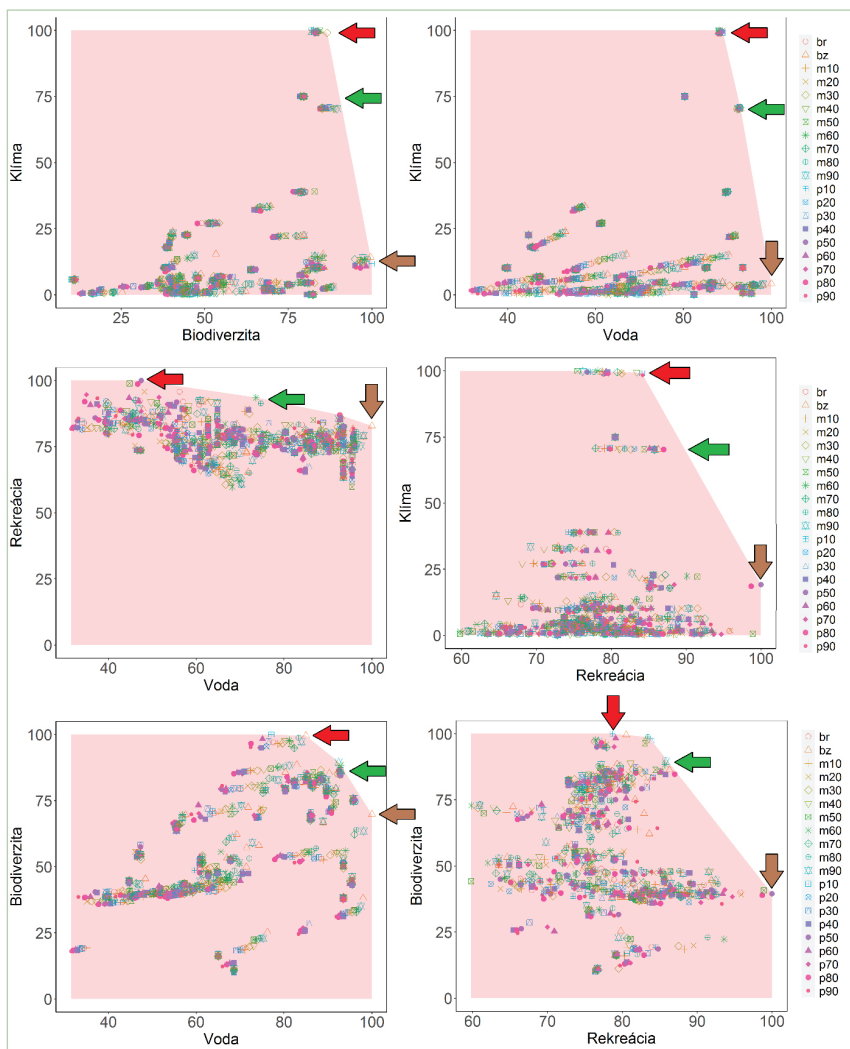 100
75
50
25
0
Klíma
25 50 75 100
Biodiverzita
100
75
50
25
0
Klíma
40 60 80 100
Voda
br
bz
m10
m20
m30
m40
m50
m60
m70
m80
m90
p10
p20
p30
p40
p50
p60
p70
p80
p90
100
75
50
25
0
Rekreácia
40 60 80 100
Voda
100
75
50
25
0
Klíma
60 70 80 90 100
Rekreácia
br
bz
m10
m20
m30
m40
m50
m60
m70
m80
m90
p10
p20
p30
p40
p50
p60
p70
p80
p90
100
75
50
25
0
Biodiverzita
40 60 80 100
Voda
100
75
50
25
0
Biodiverzita
60 70 80 90 100
Rekreácia
br
bz
m10
m20
m30
m40
m50
m60
m70
m80
m90
p10
p20
p30
p40
p50
p60
p70
p80
p90